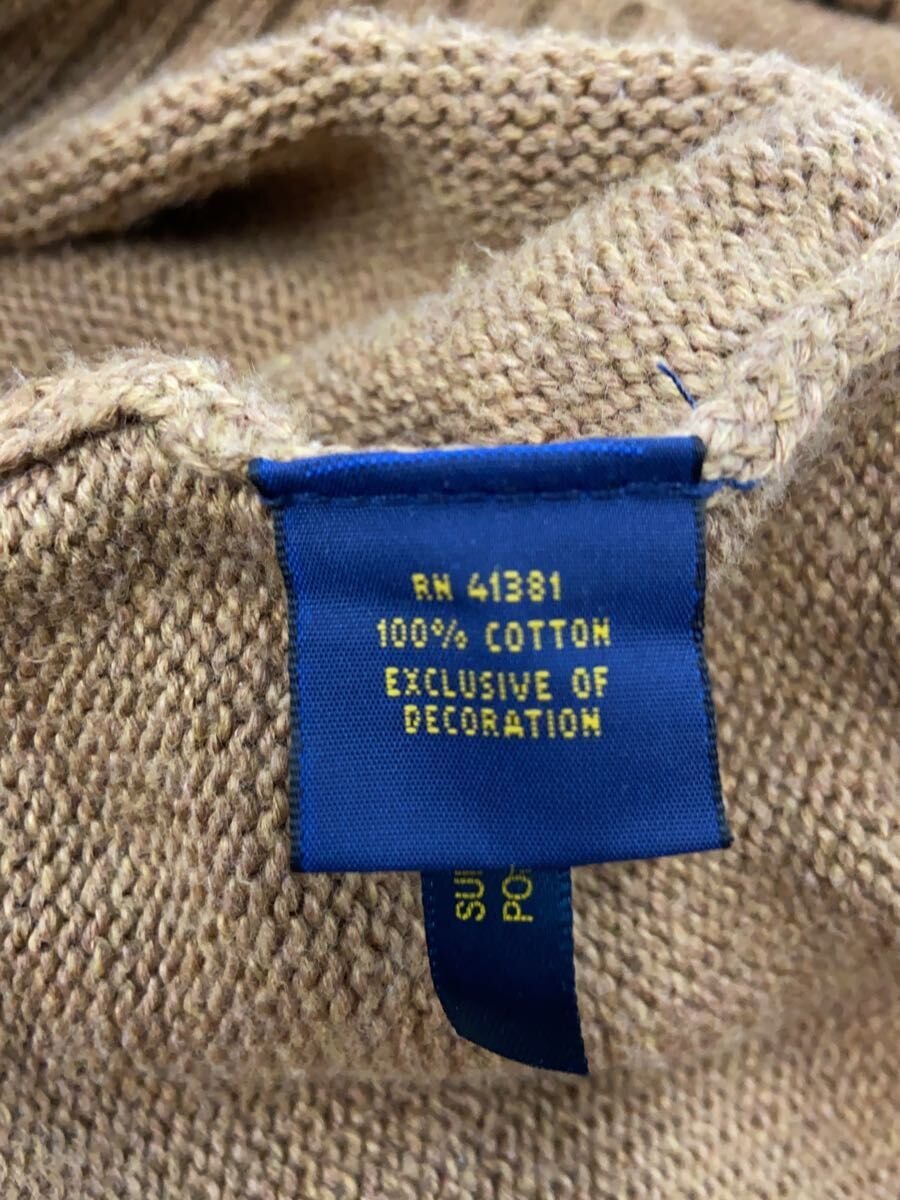 RN 41381
100% COTTON
EXCLUSIVE OF
DECORATION